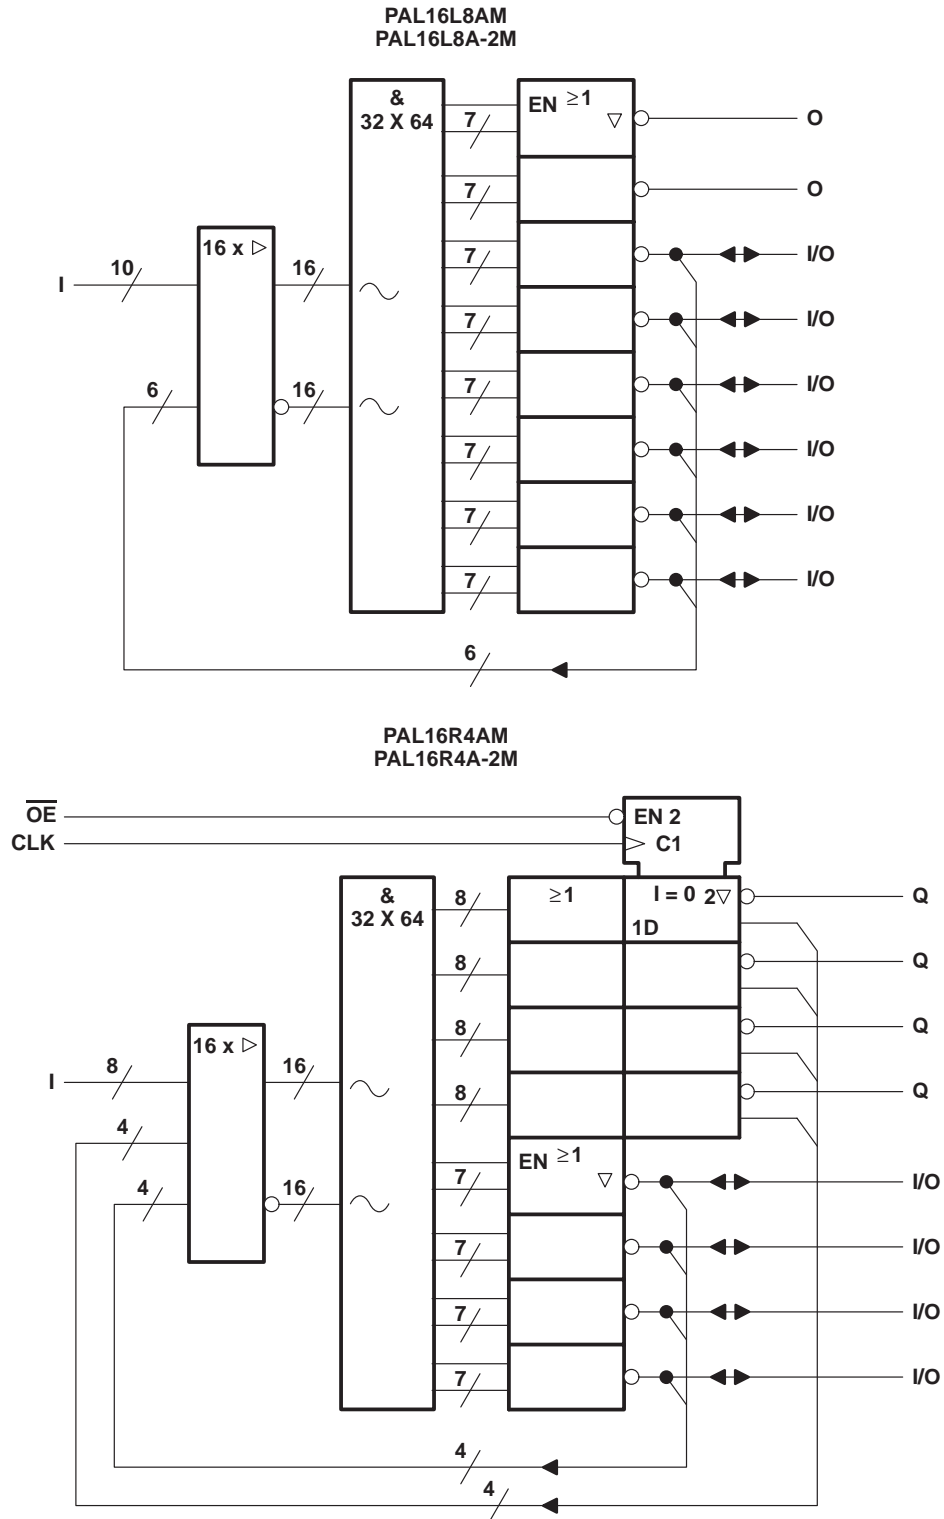 PAL16L8AM
PAL16L8A-2M
&
32 X 64
EN ≥1
▽
7
O
7
O
16 x ▷
7
I/O
I
10
16
7
I/O
6
16
7
I/O
7
I/O
7
I/O
7
I/O
6
PAL16R4AM
PAL16R4A-2M
OE
EN 2
CLK
C1
&
32 X 64
8
≥1
I = 0 2▽
1D
Q
8
Q
8
Q
16 x ▷
I
8
16
8
Q
4
EN ≥1
▽
4
16
7
I/O
7
I/O
7
I/O
7
I/O
4
4